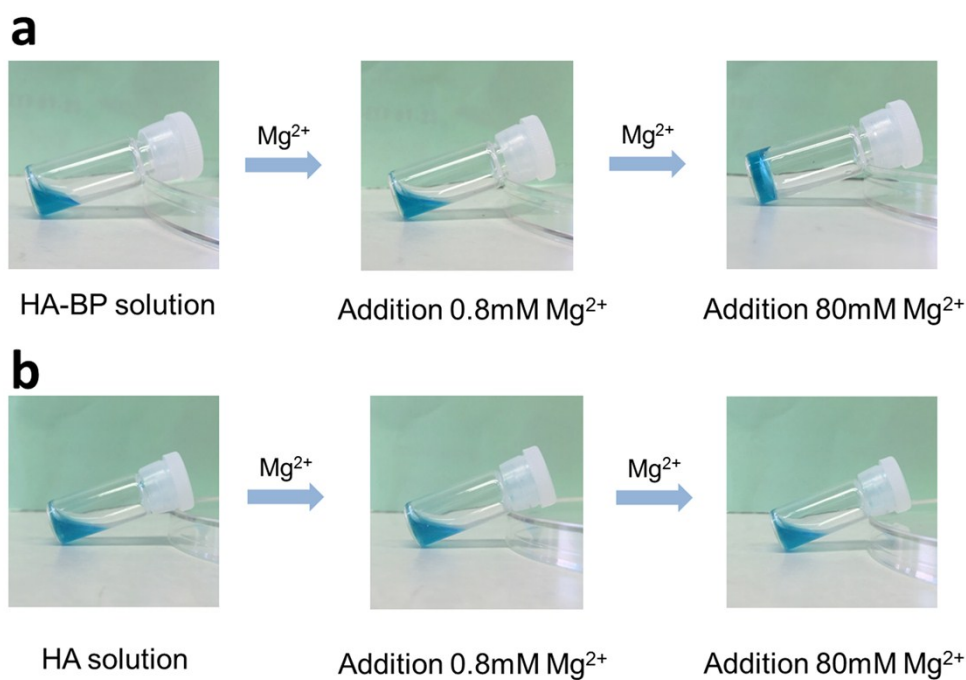 a
Mg²⁺
Mg²⁺
HA-BP solution
Addition 0.8mM Mg²⁺
Addition 80mM Mg²⁺
b
Mg²⁺
Mg²⁺
HA solution
Addition 0.8mM Mg²⁺
Addition 80mM Mg²⁺